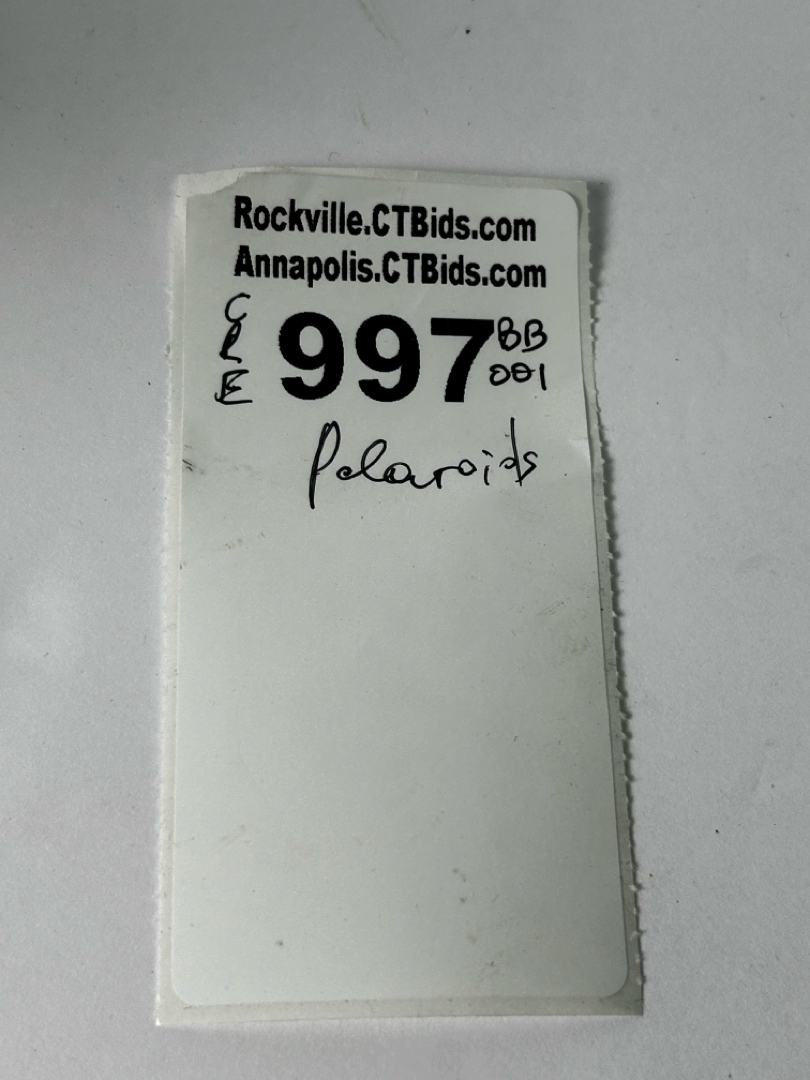 Rockville.CTBids.com
Annapolis.CTBids.com
997 BB
001
Polaroids